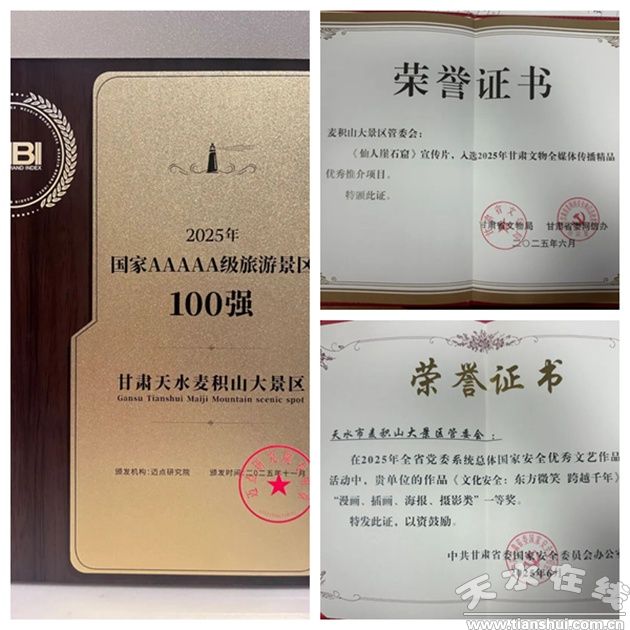 BI
AND INDEX
2025年
国家AAAAA级旅游景区
100强
甘肃天水麦积山大景区
Gansu Tianshui Maiji Mountain scenic spot
颁发机构:迈点研究院
颁发时间:二〇二五年十一月
荣誉证书
麦积山大景区管委会:
《仙人崖石窟》宣传片,入选2025年甘肃文物全媒体传播精品
优秀推介项目。
特颁此证。
甘肃省文物局 甘肃省委网信办
二〇二五年六月
荣誉证书
天水市麦积山大景区管委会:
在2025年全省党委系统总体国家安全优秀文艺作品
活动中,贵单位的作品《文化安全:东方微笑 跨越千年》
“漫画、插画、海报、摄影类”一等奖。
特发此证,以资鼓励。
中共甘肃省委国家安全委员会办公
2025年6月
天水在线
www.tianshui.com.cn